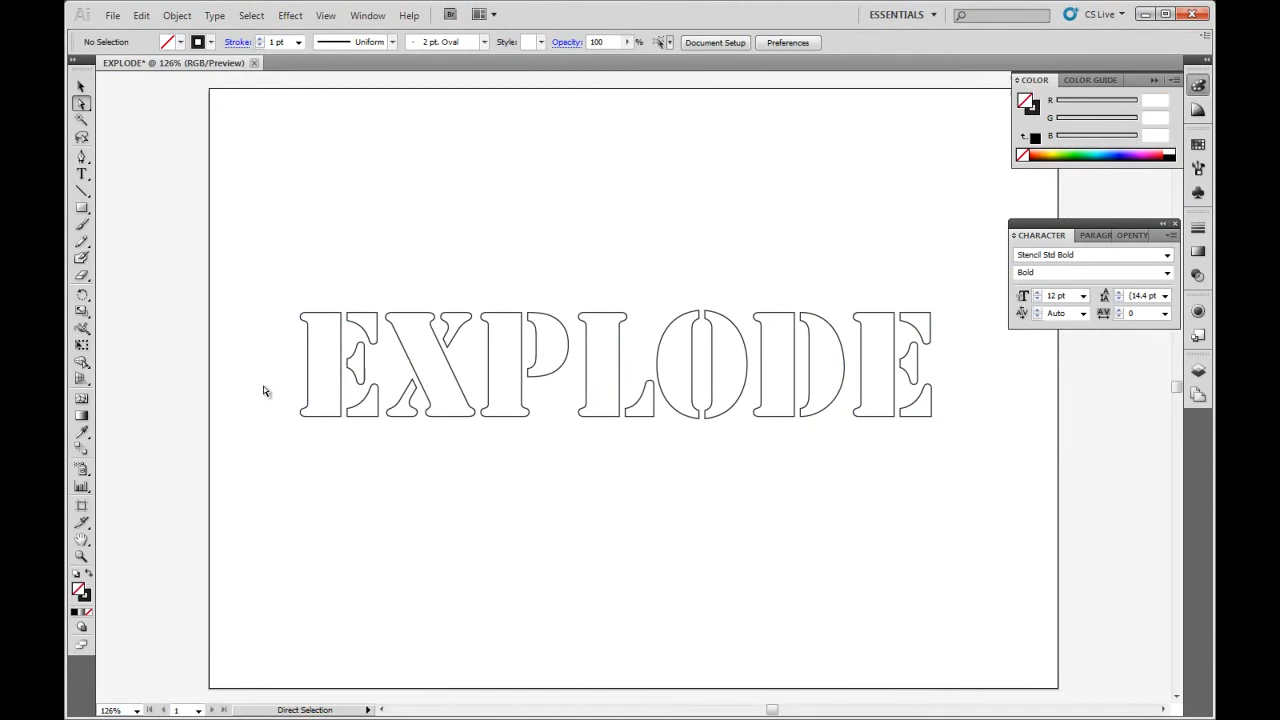 Ai File Edit Object Type Select Effect View Window Help Br ESSENTIALS CS Live
No Selection Stroke: 1 pt Uniform 2 pt. Oval Style: Opacity: 100 % Document Setup Preferences
EXPLODE* @ 126% (RGB/Preview)
COLOR COLOR GUIDE
R
G
B
CHARACTER PARAGR OPENTY
Stencil Std Bold
Bold
12 pt (14.4 pt
Auto 0
EXPLODE
126% 1 Direct Selection